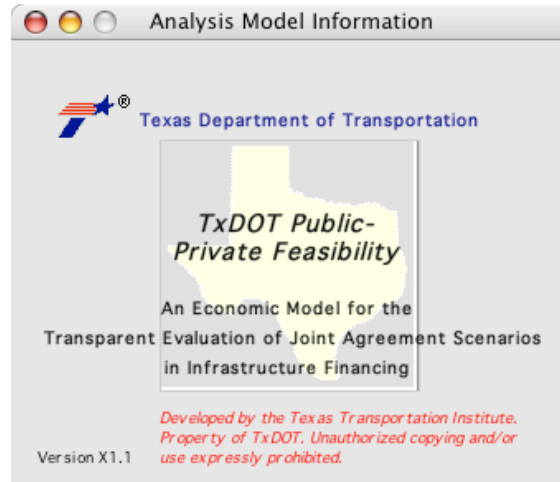 Analysis Model Information
®
Texas Department of Transportation
TxDOT Public-
Private Feasibility
An Economic Model for the
Transparent Evaluation of Joint Agreement Scenarios
in Infrastructure Financing
Developed by the Texas Transportation Institute.
Property of TxDOT. Unauthorized copying and/or
use expressly prohibited.
Version X1.1